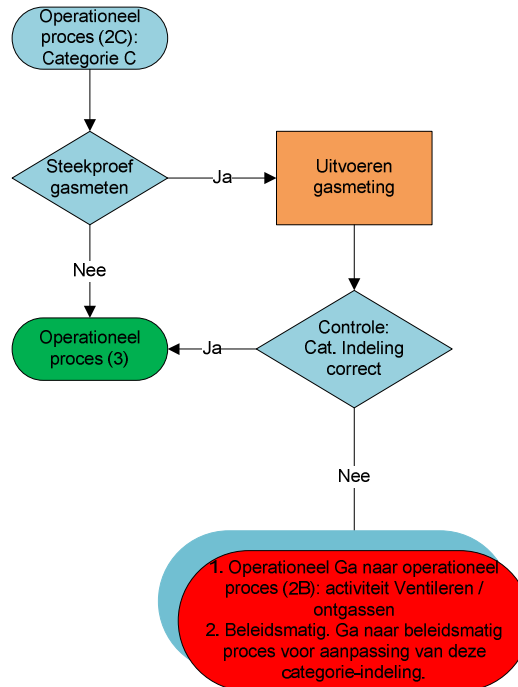 Operationeel
proces (2C):
Categorie C
Steekproef
gasmeten
Ja
Uitvoeren
gasmeting
Nee
Operationeel
proces (3)
Ja
Controle:
Cat. Indeling
correct
Nee
1. Operationeel Ga naar operationeel
proces (2B): activiteit Ventileren /
ontgassen
2. Beleidsmatig. Ga naar beleidsmatig
proces voor aanpassing van deze
categorie-indeling.